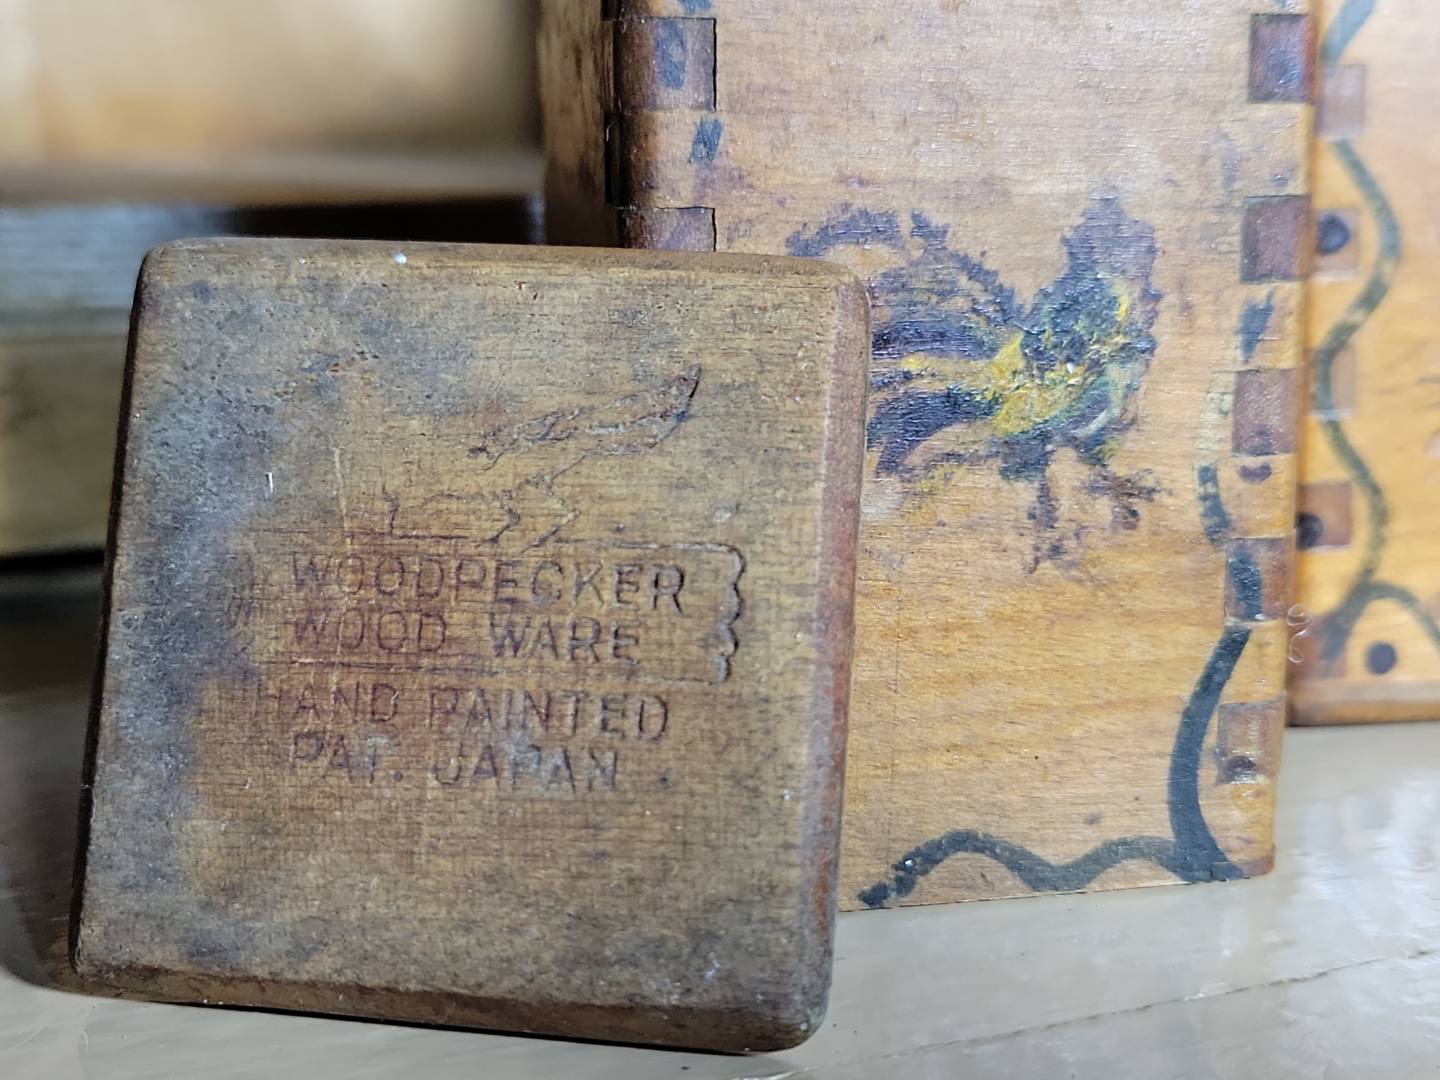 WOODPECKER
WOOD WARE
HAND PAINTED
PAT. JAPAN